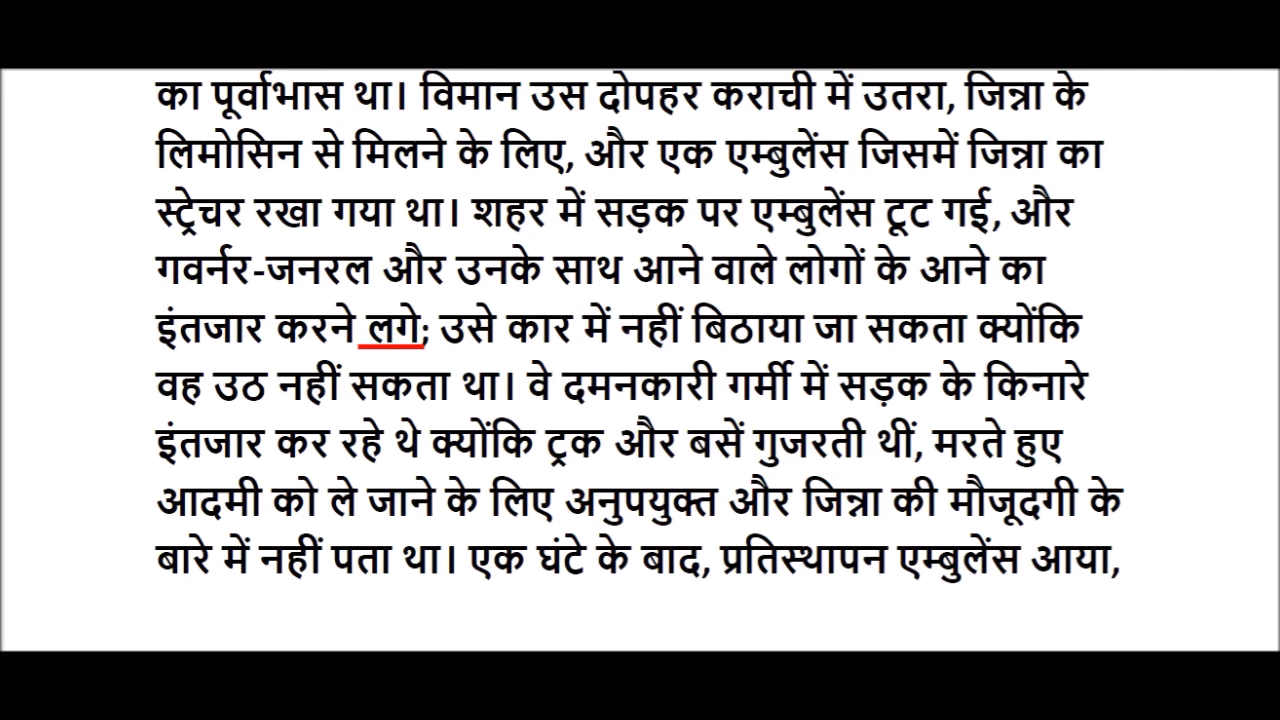 का पूर्वाभास था। विमान उस दोपहर कराची में उतरा, जिन्ना के
लिमोसिन से मिलने के लिए, और एक एम्बुलेंस जिसमें जिन्ना का
स्ट्रेचर रखा गया था। शहर में सड़क पर एम्बुलेंस टूट गई, और
गवर्नर-जनरल और उनके साथ आने वाले लोगों के आने का
इंतजार करने लगे; उसे कार में नहीं बिठाया जा सकता क्योंकि
वह उठ नहीं सकता था। वे दमनकारी गर्मी में सड़क के किनारे
इंतजार कर रहे थे क्योंकि ट्रक और बसें गुजरती थीं, मरते हुए
आदमी को ले जाने के लिए अनुपयुक्त और जिन्ना की मौजूदगी के
बारे में नहीं पता था। एक घंटे के बाद, प्रतिस्थापन एम्बुलेंस आया,